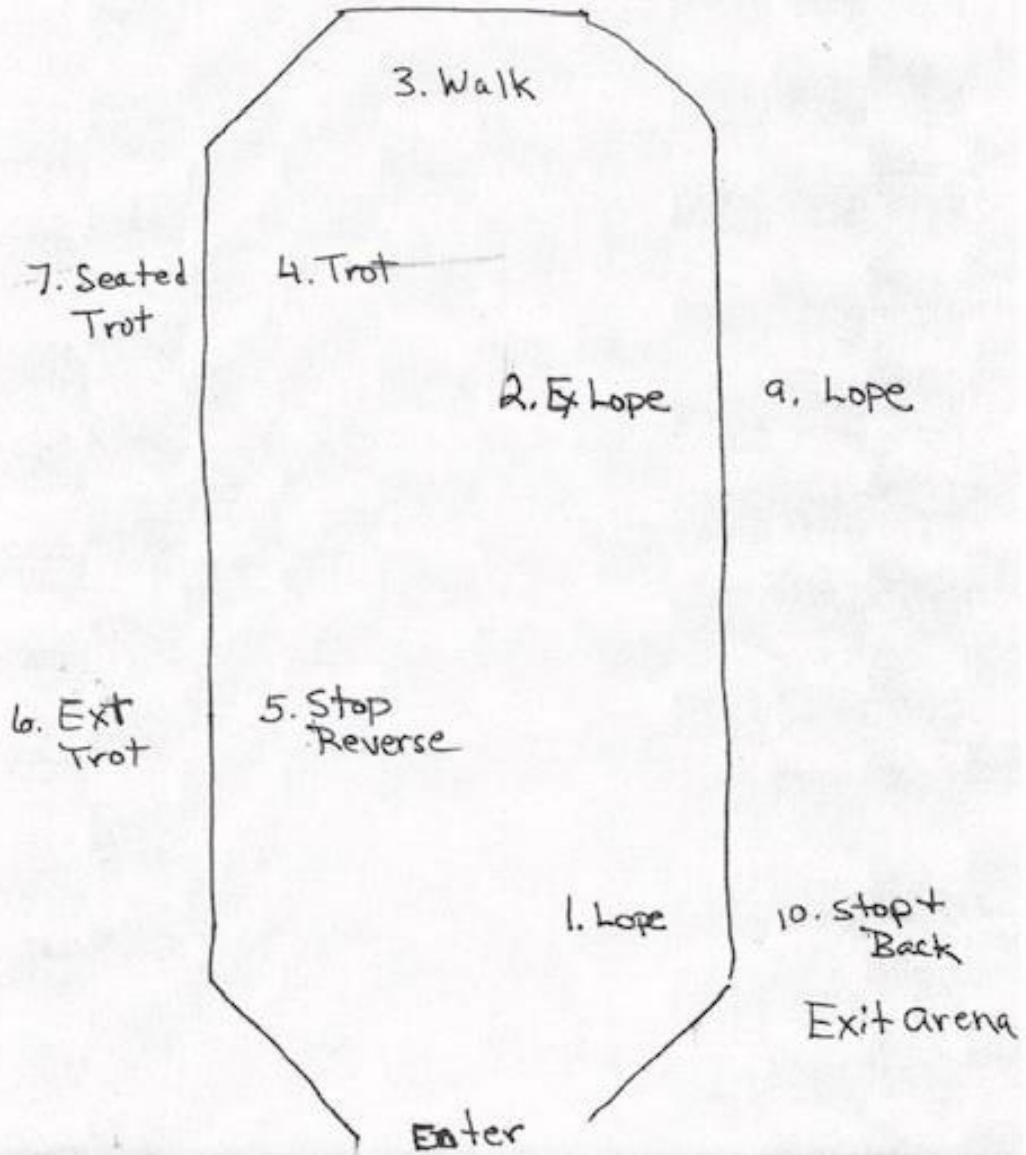 3. Walk
7. Seated
Trot
4. Trot
2. Ex Lope
9. Lope
6. Ext
Trot
5. Stop
Reverse
1. Lope
10. Stop +
Back
Exit arena
Enter